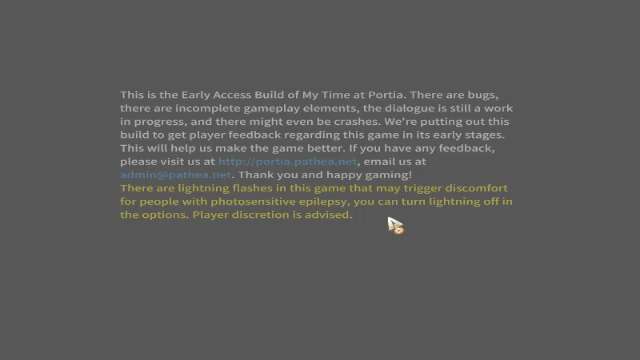 This is the Early Access Build of My Time at Portia. There are bugs,
there are incomplete gameplay elements, the dialogue is still a work
in progress, and there might even be crashes. We're putting out this
build to get player feedback regarding this game in its early stages.
This will help us make the game better. If you have any feedback,
please visit us at http://portia.pathea.net, email us at
admin@pathea.net. Thank you and happy gaming!
There are lightning flashes in this game that may trigger discomfort
for people with photosensitive epilepsy, you can turn lightning off in
the options. Player discretion is advised.